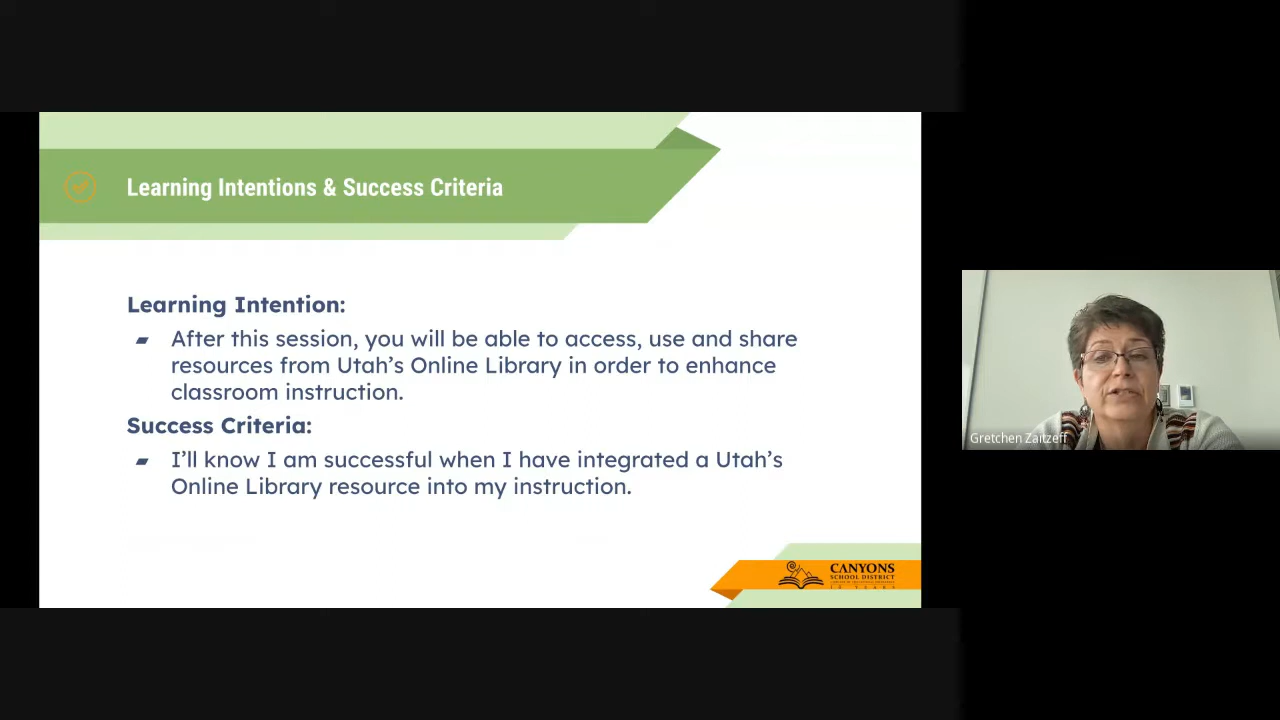 Learning Intentions & Success Criteria
Learning Intention:
After this session, you will be able to access, use and share
resources from Utah’s Online Library in order to enhance
classroom instruction.
Success Criteria:
I’ll know I am successful when I have integrated a Utah’s
Online Library resource into my instruction.
CANYONS
SCHOOL DISTRICT
Gretchen Zaitzeff